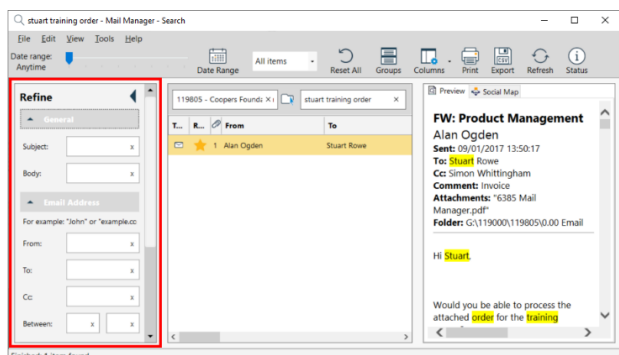 stuart training order - Mail Manager - Search
File Edit View Tools Help
Date range:
Anytime
Date Range
All items
Reset All
Groups
Columns
Print
Export
Refresh
Status
Refine
General
Subject: x
Body: x
Email Address
For example: "John" or "example.co
From: x
To: x
Cc: x
Between: x x
119805 - Coopers Founda X
stuart training order ×
T... R... From To
1 Alan Ogden Stuart Rowe
Preview Social Map
FW: Product Management
Alan Ogden
Sent: 09/01/2017 13:50:17
To: Stuart Rowe
Cc: Simon Whittingham
Comment: Invoice
Attachments: "6385 Mail
Manager.pdf"
Folder: G:\119000\119805\0.00 Email
Hi Stuart,
Would you be able to process the
attached order for the training